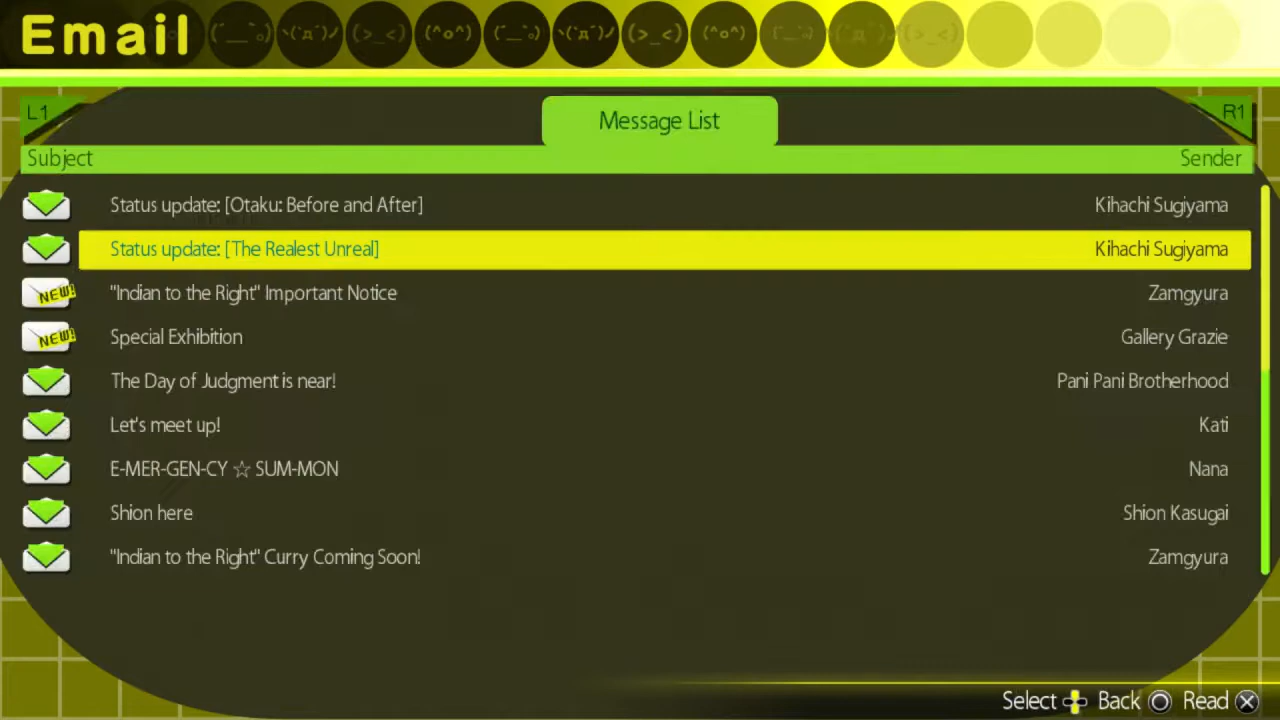 Email
L1
Message List
R1
Subject Sender
Status update: [Otaku: Before and After] Kihachi Sugiyama
Status update: [The Realest Unreal] Kihachi Sugiyama
NEW! "Indian to the Right" Important Notice Zamgyura
NEW! Special Exhibition Gallery Grazie
The Day of Judgment is near! Pani Pani Brotherhood
Let's meet up! Kati
E-MER-GEN-CY ☆ SUM-MON Nana
Shion here Shion Kasugai
"Indian to the Right" Curry Coming Soon! Zamgyura
Select Back Read